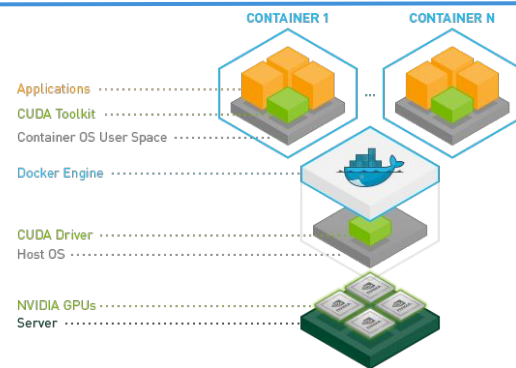 CONTAINER 1
CONTAINER N
Applications
...
CUDA Toolkit
Container OS User Space
Docker Engine
CUDA Driver
Host OS
NVIDIA GPUs
Server